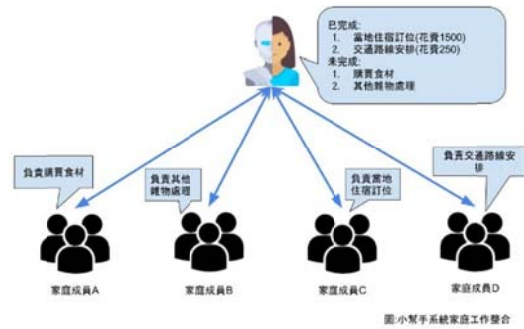 已完成:
1. 當地住宿訂位(花費1500)
2. 交通路線安排(花費250)
未完成:
1. 購買食材
2. 其他雜物處理
負責購買食材
負責其他
雜物處理
負責當地
住宿訂位
負責交通路線安
排
家庭成員A
家庭成員B
家庭成員C
家庭成員D
圖:小幫手系統家庭工作整合